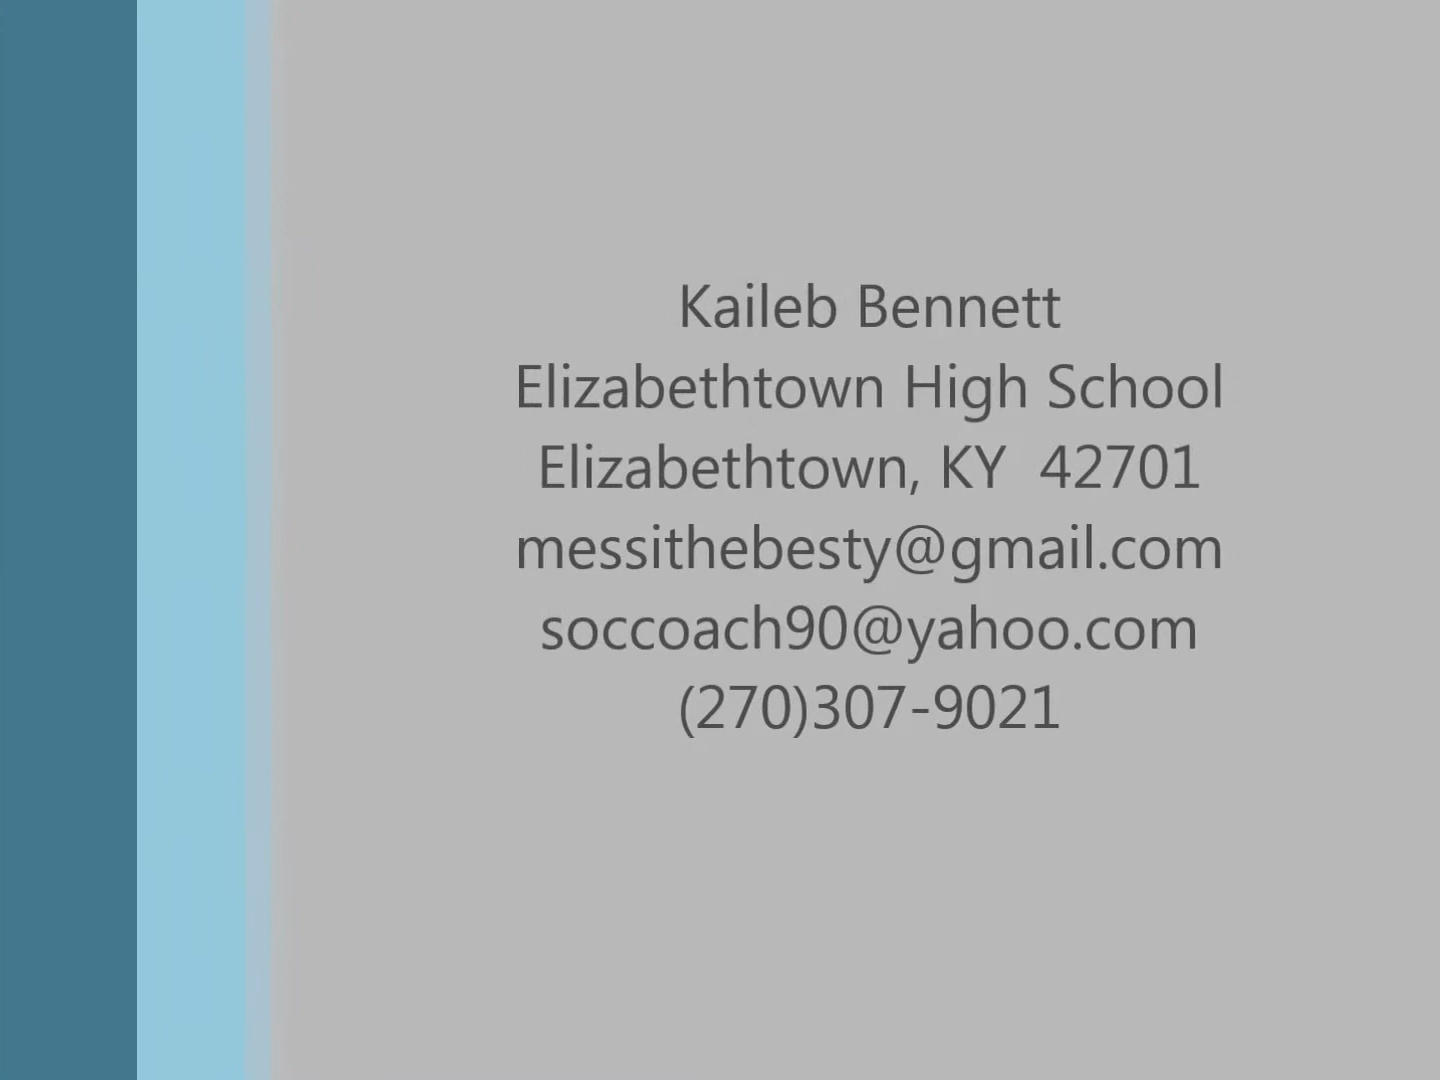 Kaileb Bennett
Elizabethtown High School
Elizabethtown, KY  42701
messithebesty@gmail.com
soccoach90@yahoo.com
(270)307-9021